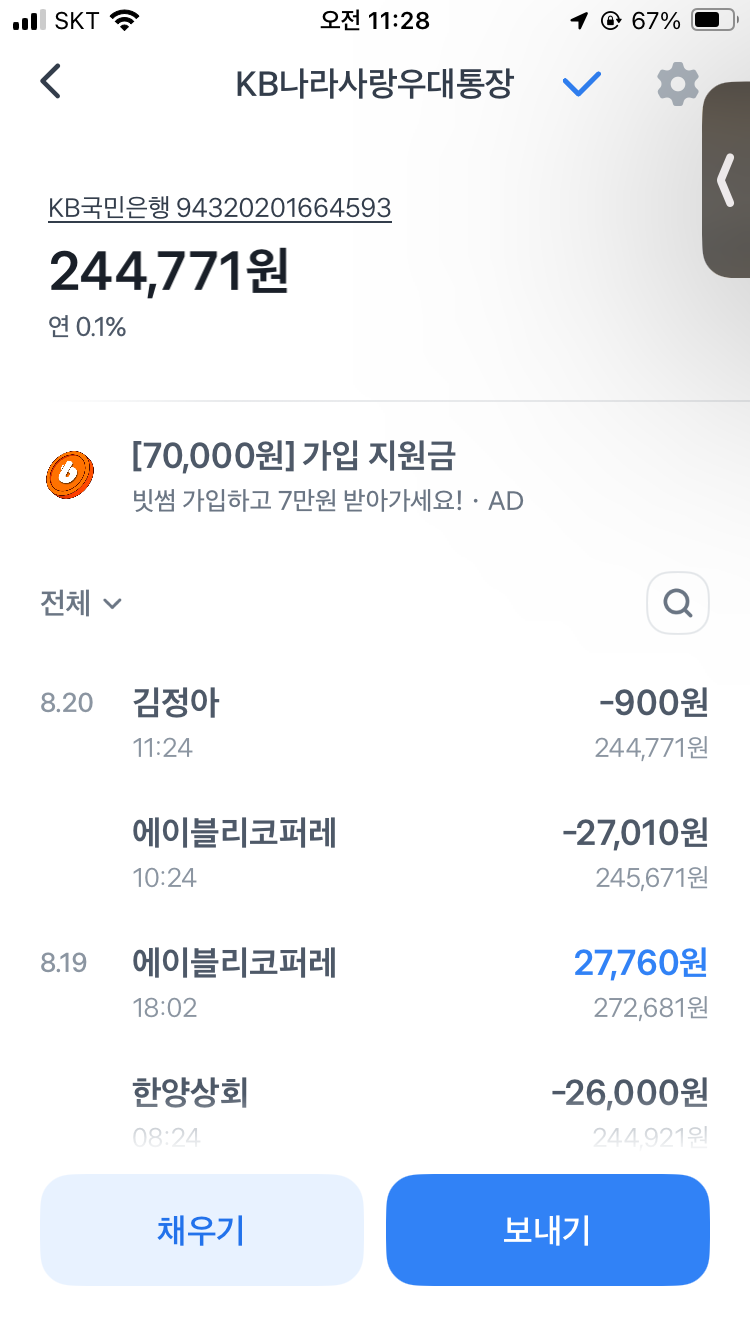 SKT 오전 11:28 67%
KB나라사랑우대통장
KB국민은행 94320201664593
244,771원
연 0.1%
[70,000원] 가입 지원금
빗썸 가입하고 7만원 받아가세요! · AD
전체
8.20 김정아 -900원
11:24 244,771원
에이블리코퍼레 -27,010원
10:24 245,671원
8.19 에이블리코퍼레 27,760원
18:02 272,681원
한양상회 -26,000원
08:24 244,921원
채우기 보내기